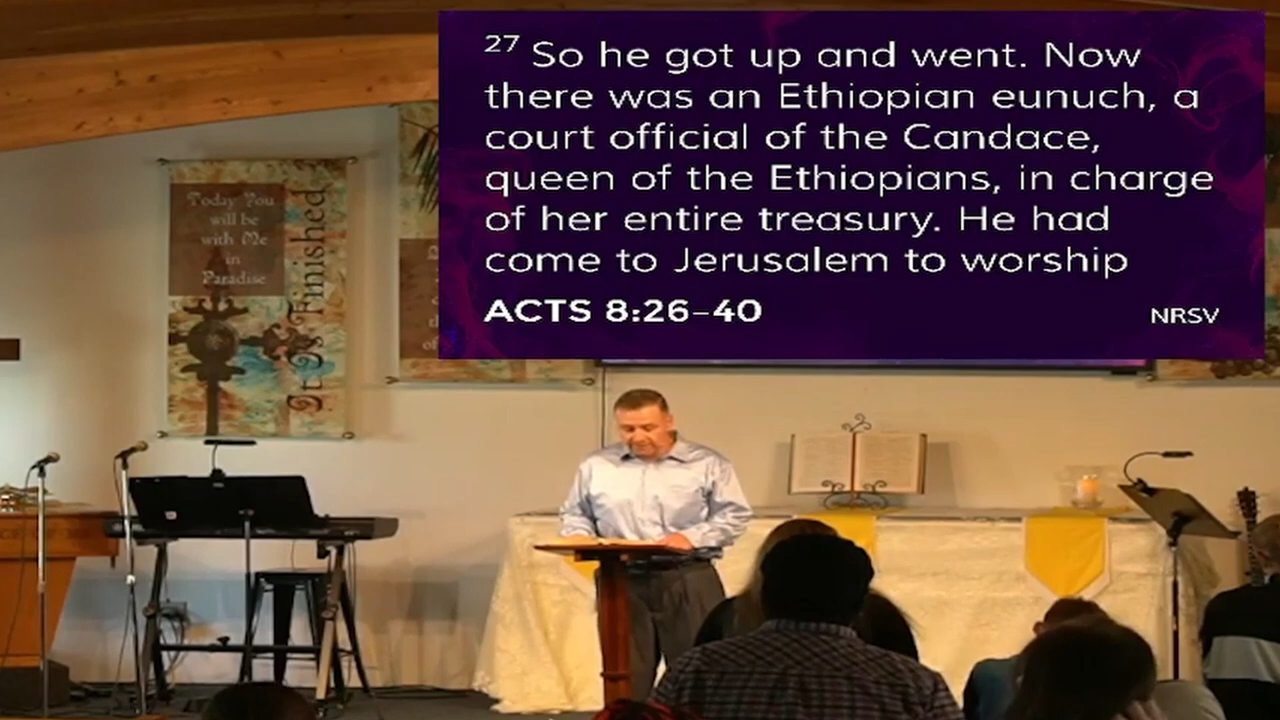 27 So he got up and went. Now
there was an Ethiopian eunuch, a
court official of the Candace,
queen of the Ethiopians, in charge
of her entire treasury. He had
come to Jerusalem to worship
ACTS 8:26–40
NRSV
Today You
will be
with Me
in
Paradise
It Is Finished